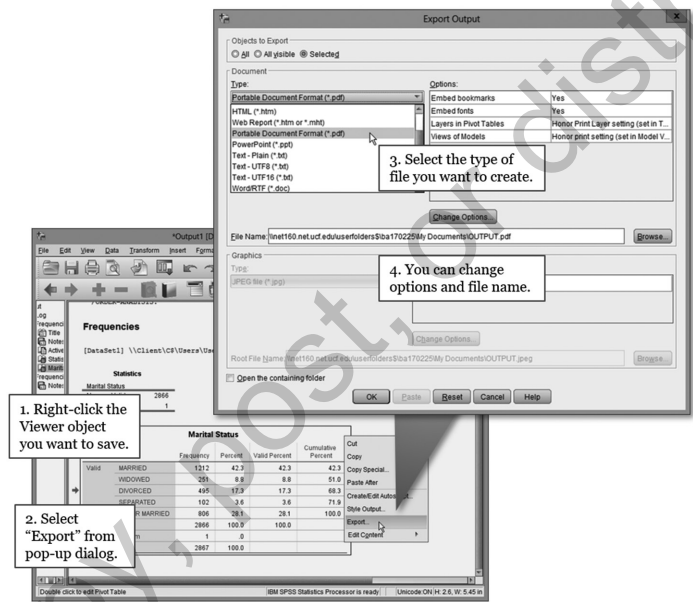 Export Output
Objects to Export
All All visible Selected
Document
Type:
Portable Document Format (*.pdf)
HTML (*.htm)
Web Report (*.htm or *.mht)
Portable Document Format (*.pdf)
PowerPoint (*.ppt)
Text - Plain (*.txt)
Text - UTF8 (*.txt)
Text - UTF16 (*.txt)
Word/RTF (*.doc)
Options:
Embed bookmarks Yes
Embed fonts Yes
Layers in Pivot Tables Honor Print Layer setting (set in T...
Views of Models Honor print setting (set in Model V...
3. Select the type of
file you want to create.
Change Options...
File Name: \\net160.net.ucf.edu\userfolders$\ba170225\My Documents\OUTPUT.pdf Browse...
Graphics
Type:
JPEG file (*.jpg)
4. You can change
options and file name.
Change Options...
Root File Name: \\net160.net.ucf.edu\userfolders$\ba170225\My Documents\OUTPUT.jpeg Browse...
Open the containing folder
OK Paste Reset Cancel Help
*Output1 [D
File Edit View Data Transform Insert Forma
Frequencies
[DataSet1] \\Client\C$\Users\Use
Statistics
Marital Status
2866
1
Log
Frequenci
Title
Notes
Active
Statis
Marit
Frequenci
Notes
1. Right-click the
Viewer object
you want to save.
Marital Status
Frequency Percent Valid Percent Cumulative Percent
Valid MARRIED 1212 42.3 42.3 42.3
WIDOWED 251 8.8 8.8 51.0
DIVORCED 495 17.3 17.3 68.3
SEPARATED 102 3.6 3.6 71.9
R MARRIED 806 28.1 28.1 100.0
2866 100.0 100.0
1 .0
2867 100.0
Cut
Copy
Copy Special...
Paste After
Create/Edit Autos
Style Output...
Export...
Edit Content
2. Select
"Export" from
pop-up dialog.
Double click to edit Pivot Table IBM SPSS Statistics Processor is ready Unicode:ON H: 2.6, W: 5.45 in
py, post, or distr